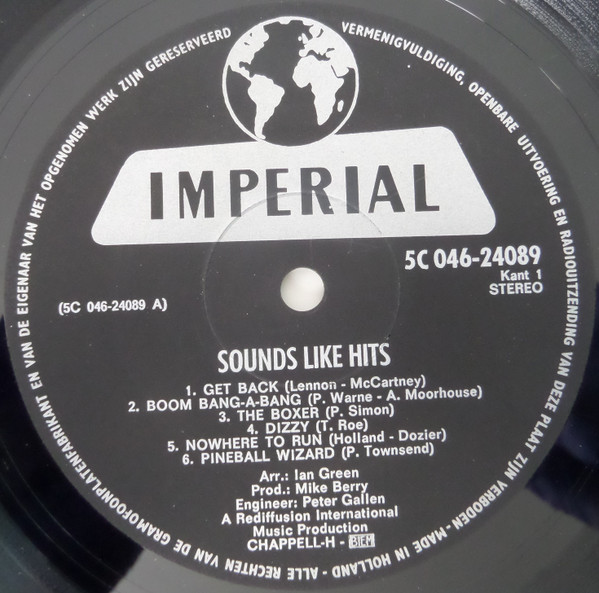 ALLE RECHTEN VAN DE GRAMOFOONPLATENFABRIKANT EN VAN DE EIGENAAR VAN HET OPGENOMEN WERK ZIJN GERESERVEERD
VERMENIGVULDIGING, OPENBARE UITVOERING EN RADIOUITZENDING VAN DEZE PLAAT ZIJN VERBODEN - MADE IN HOLLAND -
IMPERIAL
5C 046-24089
Kant 1
STEREO
(5C 046-24089 A)
SOUNDS LIKE HITS
1. GET BACK (Lennon - McCartney)
2. BOOM BANG-A-BANG (P. Warne - A. Moorhouse)
3. THE BOXER (P. Simon)
4. DIZZY (T. Roe)
5. NOWHERE TO RUN (Holland - Dozier)
6. PINEBALL WIZARD (P. Townsend)
Arr.: Ian Green
Prod.: Mike Berry
Engineer: Peter Gallen
A Rediffusion International
Music Production
CHAPPELL-H - BIEM